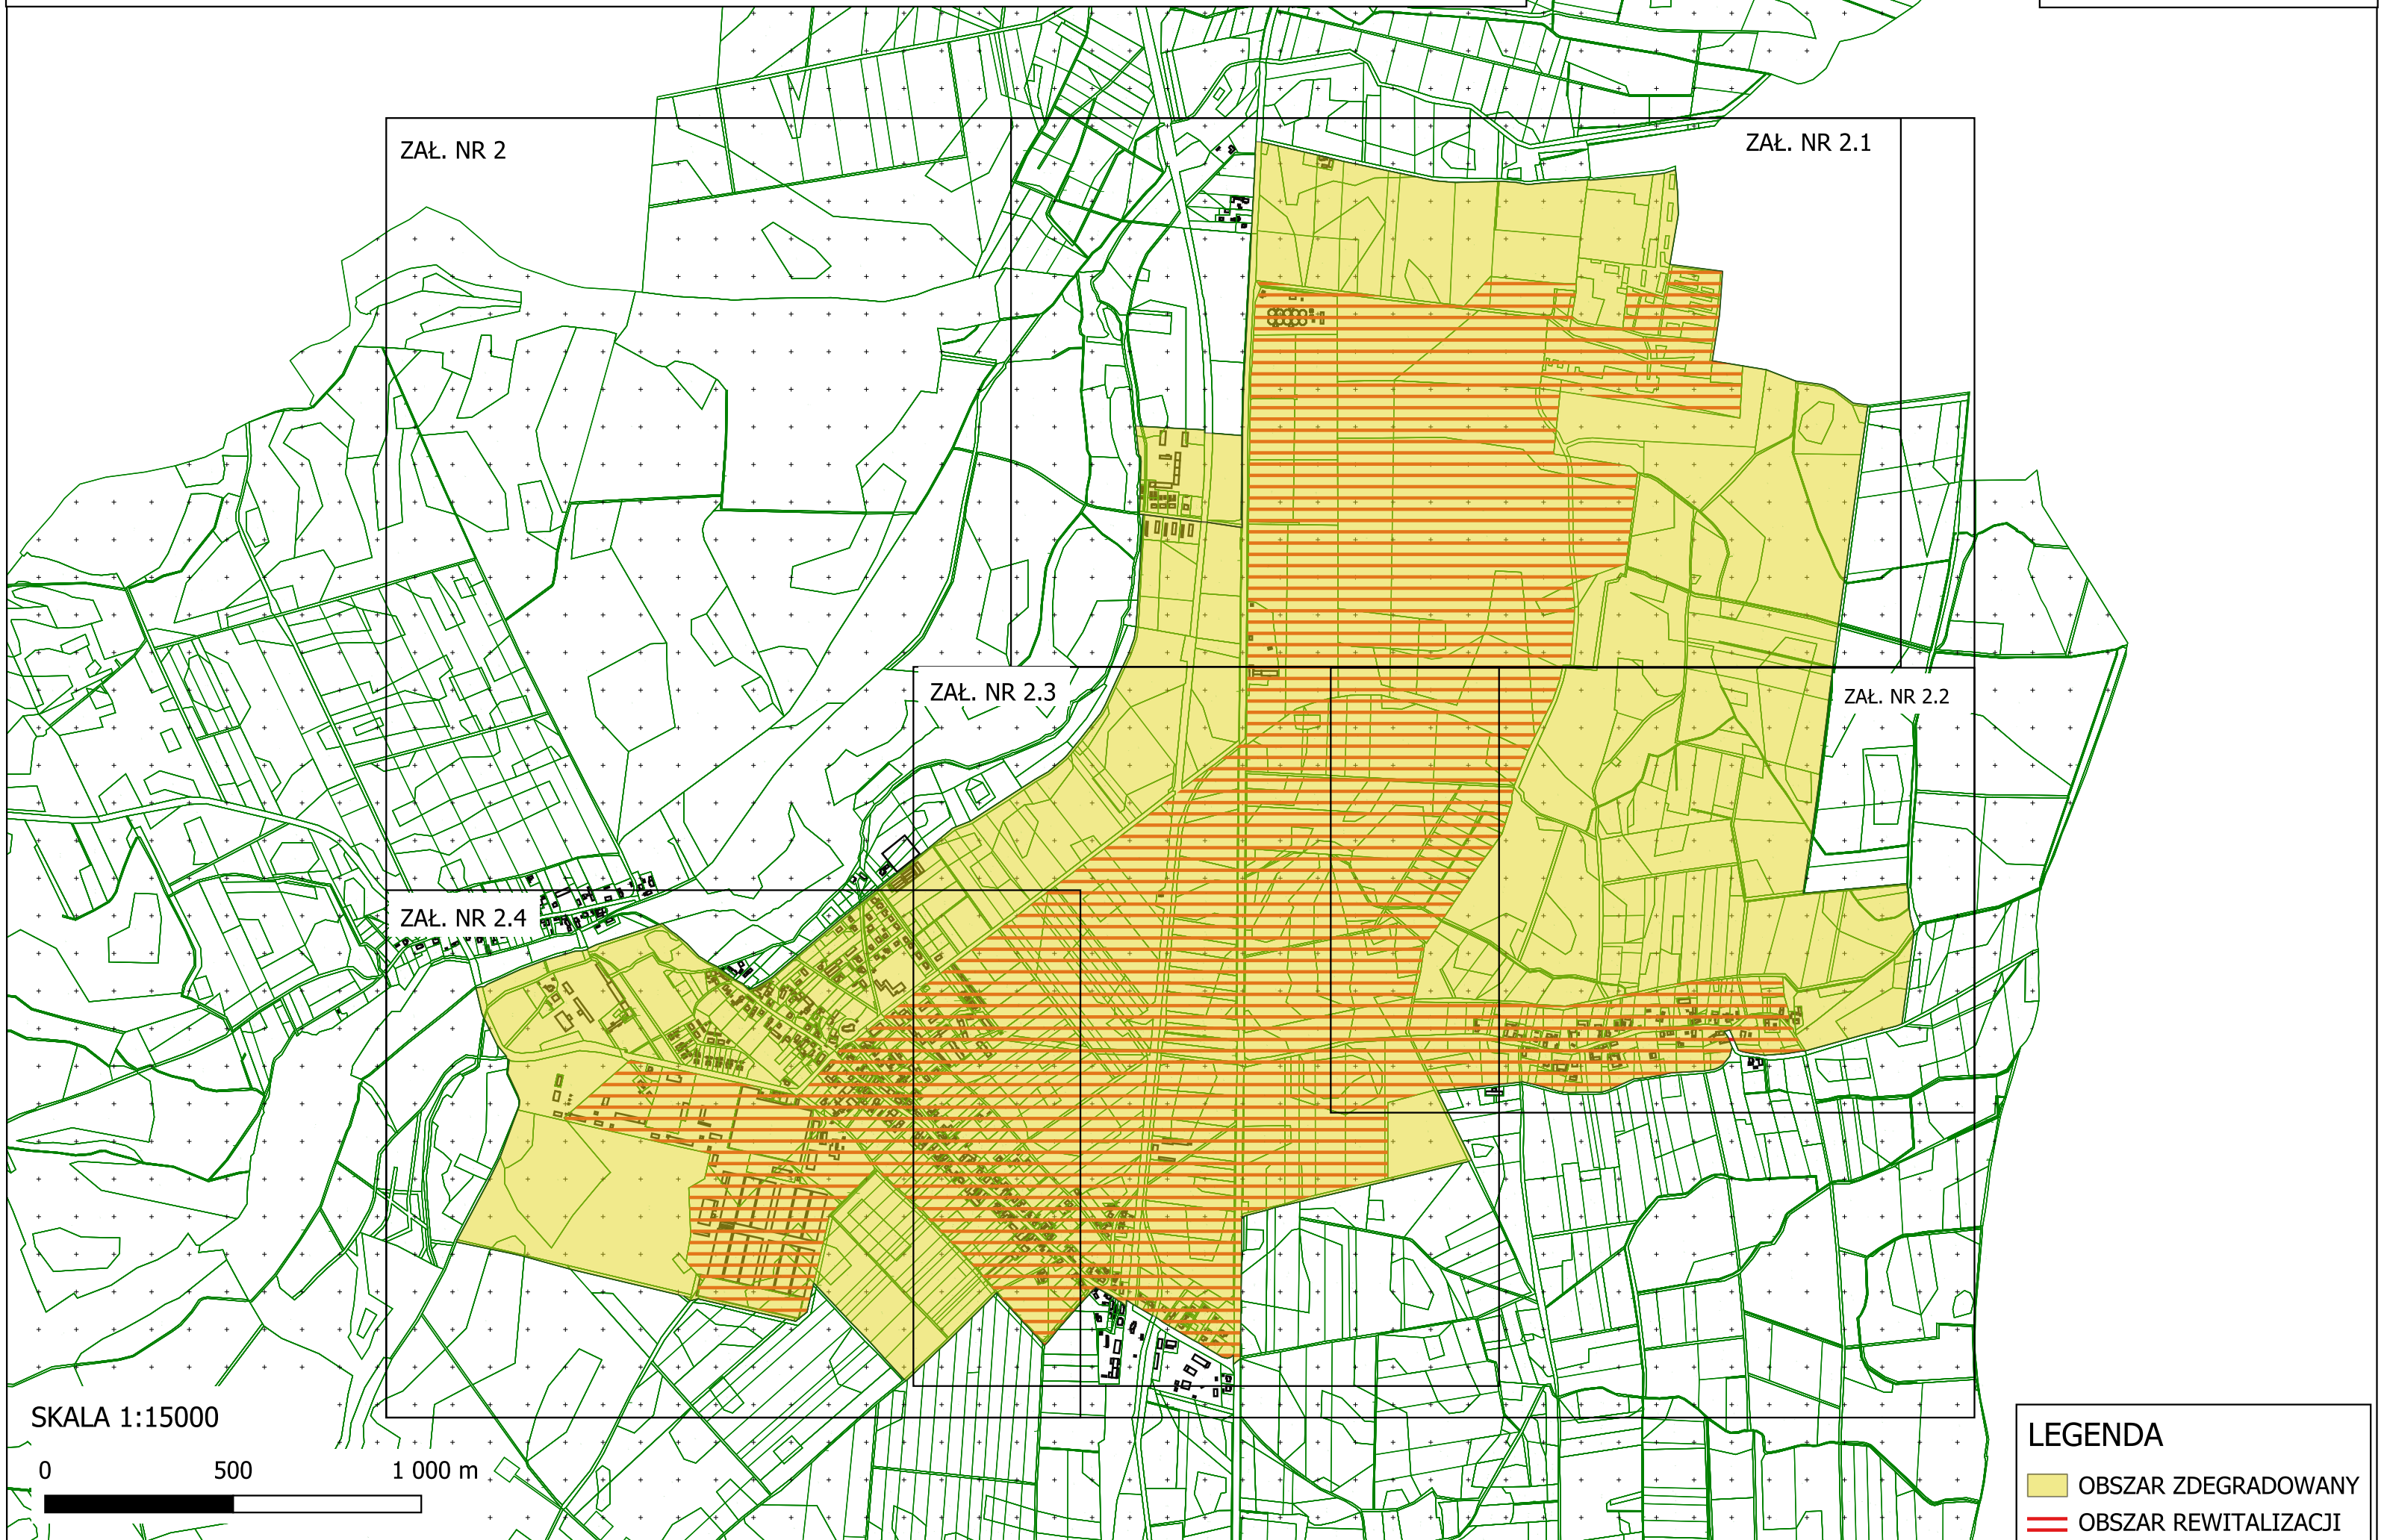 ZAŁ. NR 2
ZAŁ. NR 2.1
ZAŁ. NR 2.3
ZAŁ. NR 2.2
ZAŁ. NR 2.4
SKALA 1:15000
0 500 1 000 m
LEGENDA
OBSZAR ZDEGRADOWANY
OBSZAR REWITALIZACJI